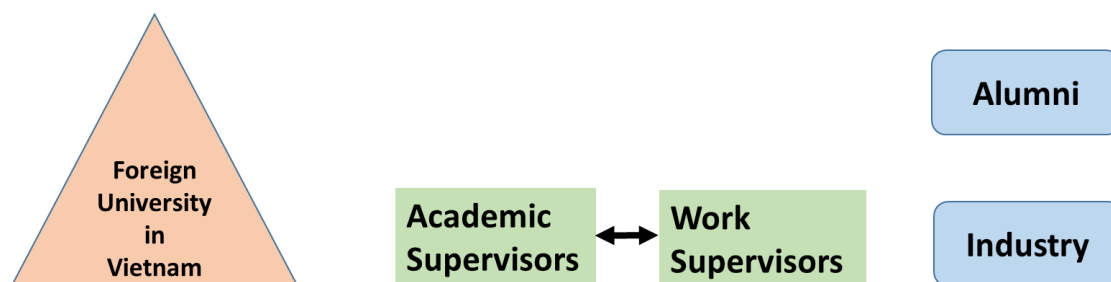 Foreign
University
in
Vietnam
Academic
Supervisors
Work
Supervisors
Alumni
Industry